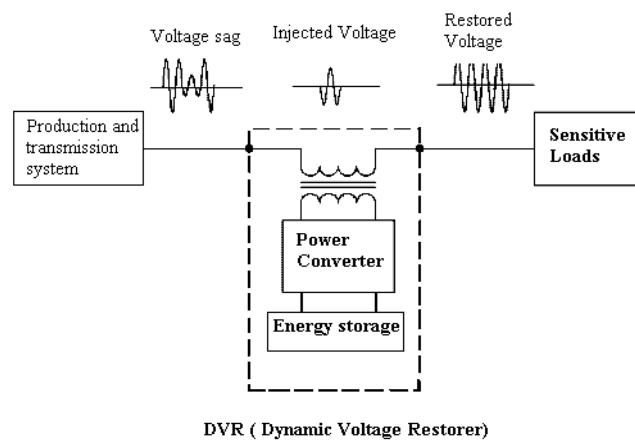 Voltage sag
Injected Voltage
Restored
Voltage
Production and
transmission
system
Sensitive
Loads
Power
Converter
Energy storage
DVR ( Dynamic Voltage Restorer)